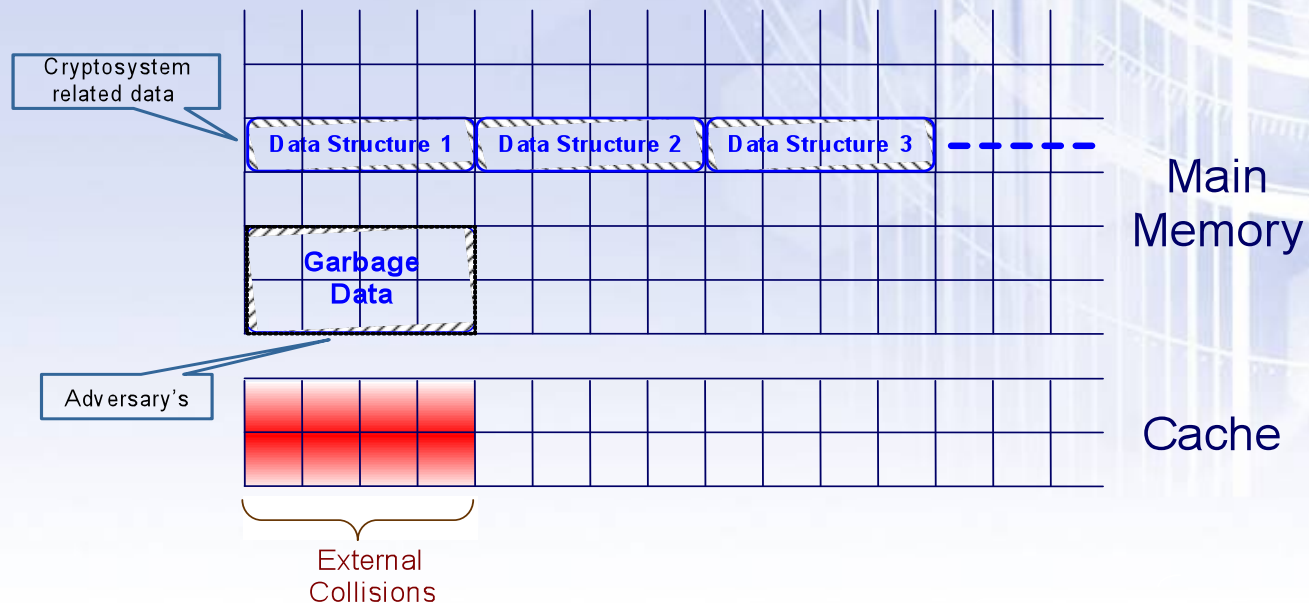 Cryptosystem
related data
Data Structure 1
Data Structure 2
Data Structure 3
Main
Memory
Garbage
Data
Adversary's
Cache
External
Collisions